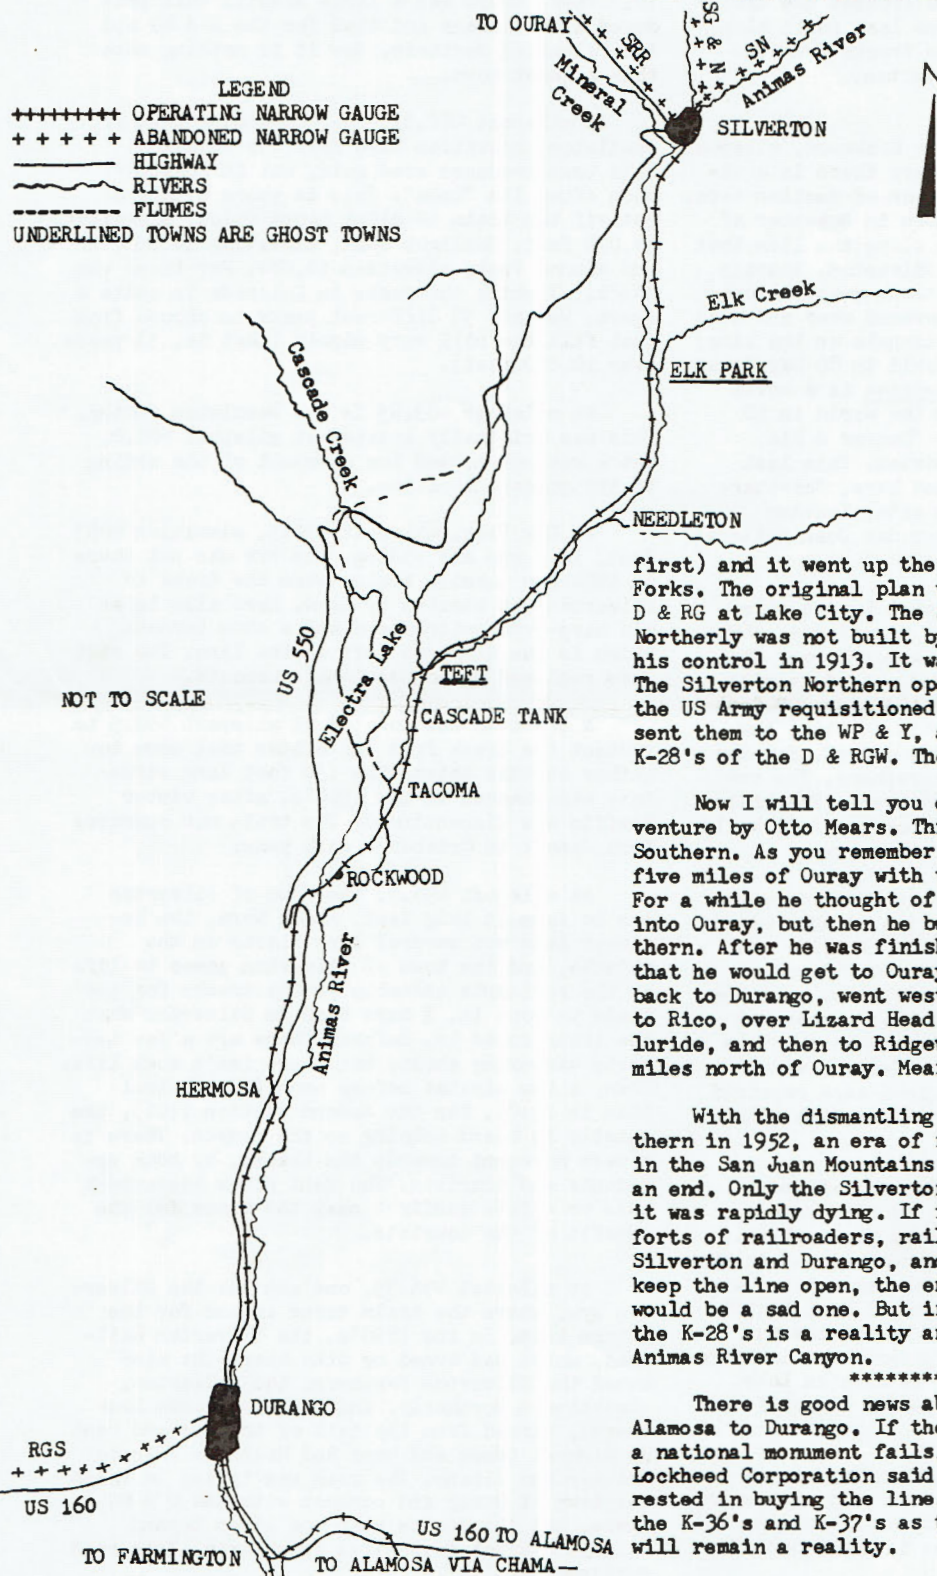 TO OURAY
SRR
SG & N
SN
Animas River
Mineral Creek
SILVERTON
N
LEGEND
OPERATING NARROW GAUGE
ABANDONED NARROW GAUGE
HIGHWAY
RIVERS
FLUMES
UNDERLINED TOWNS ARE GHOST TOWNS
Elk Creek
ELK PARK
Cascade Creek
NEEDLETON
US 550
Electra Lake
TEFT
NOT TO SCALE
CASCADE TANK
TACOMA
ROCKWOOD
Animas River
HERMOSA
DURANGO
RGS
US 160
US 160 TO ALAMOSA
TO FARMINGTON
TO ALAMOSA VIA CHAMA—
first) and it went up the
Forks. The original plan
D & RG at Lake City. The
Northerly was not built by
his control in 1913. It wa
The Silverton Northern op
the US Army requisitioned
sent them to the WP & Y, a
K-28's of the D & RGW. The
Now I will tell you
venture by Otto Mears. Th
Southern. As you remember
five miles of Ouray with
For a while he thought of
into Ouray, but then he b
thern. After he was finish
that he would get to Ouray
back to Durango, went west
to Rico, over Lizard Head
luride, and then to Ridge
miles north of Ouray. Mea
With the dismantling
thern in 1952, an era of
in the San Juan Mountains
an end. Only the Silverto
it was rapidly dying. If
forts of railroaders, rail
Silverton and Durango, an
keep the line open, the e
would be a sad one. But i
the K-28's is a reality a
Animas River Canyon.
********
There is good news ab
Alamosa to Durango. If the
a national monument fails
Lockheed Corporation said
rested in buying the line
the K-36's and K-37's as t
will remain a reality.